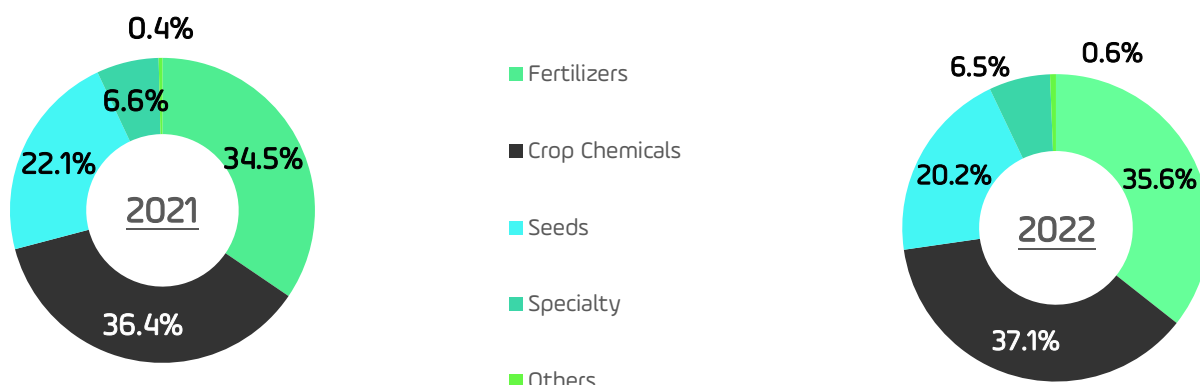 0.4%
6.6%
34.5%
22.1%
2021
36.4%
Fertilizers
Crop Chemicals
Seeds
Specialty
Others
0.6%
6.5%
35.6%
20.2%
2022
37.1%